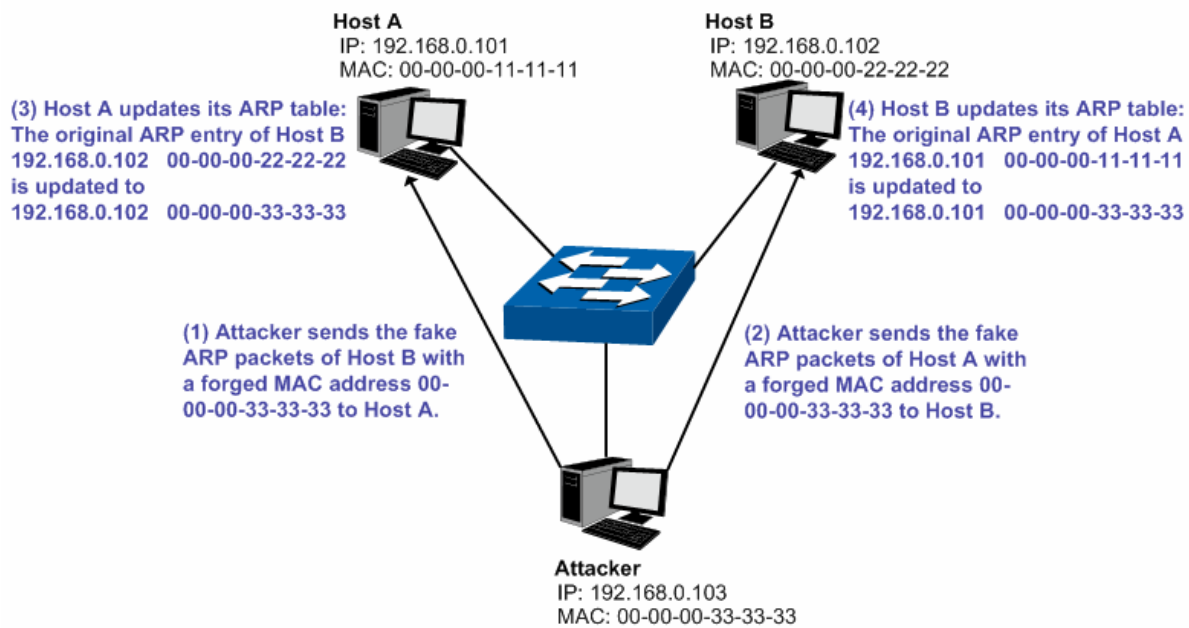 Host A
IP: 192.168.0.101
MAC: 00-00-00-11-11-11
Host B
IP: 192.168.0.102
MAC: 00-00-00-22-22-22
(3) Host A updates its ARP table:
The original ARP entry of Host B
192.168.0.102 00-00-00-22-22-22
is updated to
192.168.0.102 00-00-00-33-33-33
(4) Host B updates its ARP table:
The original ARP entry of Host A
192.168.0.101 00-00-00-11-11-11
is updated to
192.168.0.101 00-00-00-33-33-33
(1) Attacker sends the fake
ARP packets of Host B with
a forged MAC address 00-
00-00-33-33-33 to Host A.
(2) Attacker sends the fake
ARP packets of Host A with
a forged MAC address 00-
00-00-33-33-33 to Host B.
Attacker
IP: 192.168.0.103
MAC: 00-00-00-33-33-33